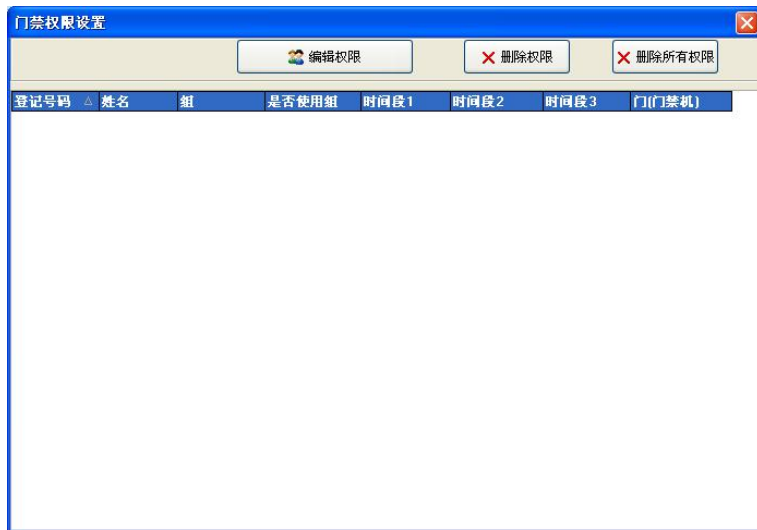 门禁权限设置
编辑权限 删除权限 删除所有权限
登记号码 姓名 组 是否使用组 时间段1 时间段2 时间段3 门(门禁机)